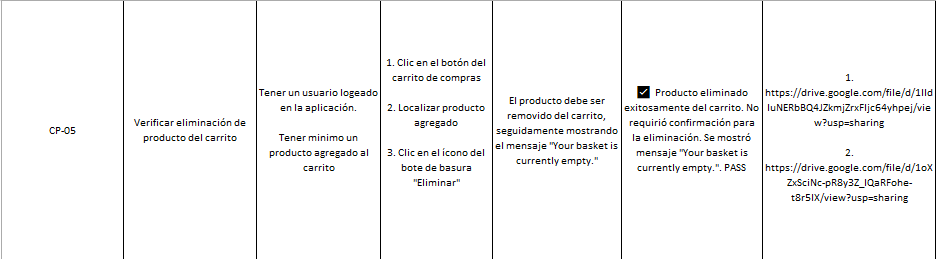 CP-05
Verificar eliminación de
producto del carrito
Tener un usuario logeado
en la aplicación.
Tener minimo un
producto agregado al
carrito
1. Clic en el botón del
carrito de compras
2. Localizar producto
agregado
3. Clic en el ícono del
bote de basura
"Eliminar"
El producto debe ser
removido del carrito,
seguidamente mostrando
el mensaje "Your basket is
currently empty."
✅ Producto eliminado
exitosamente del carrito. No
requirió confirmación para
la eliminación. Se mostró
mensaje "Your basket is
currently empty.". PASS
1.
https://drive.google.com/file/d/1IId
IuNERbBQ4JZkmjZrxFIjc64yhpej/vie
w?usp=sharing
2.
https://drive.google.com/file/d/1oX
ZxSciNc-pR8y3Z_IQaRFohe-
t8r5IX/view?usp=sharing